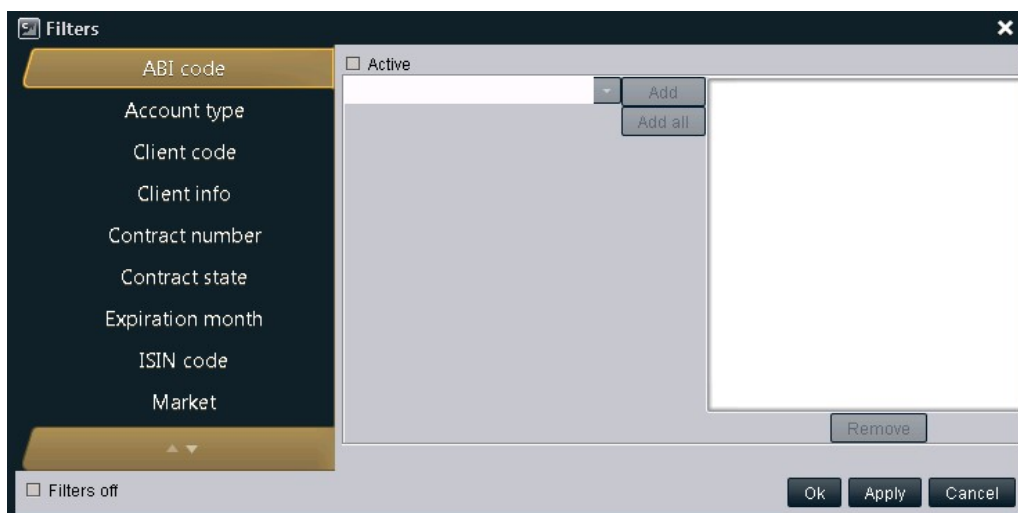 Filters
ABI code
Account type
Client code
Client info
Contract number
Contract state
Expiration month
ISIN code
Market
Active
Add
Add all
Remove
Filters off
Ok
Apply
Cancel